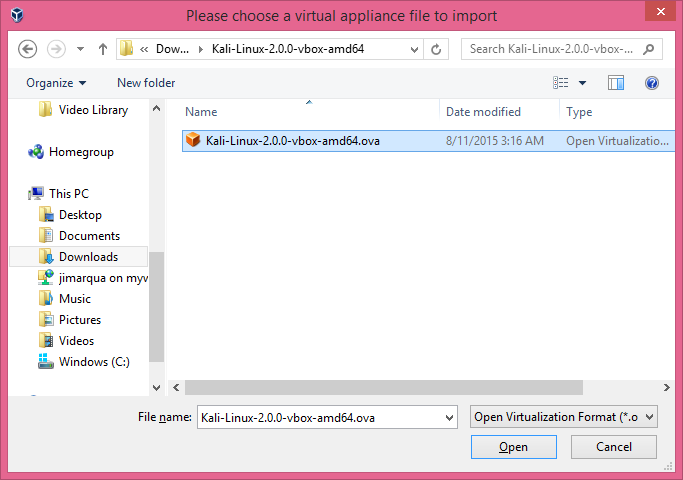 Please choose a virtual appliance file to import
« Dow... Kali-Linux-2.0.0-vbox-amd64
Search Kali-Linux-2.0.0-vbox-...
Organize New folder
Name Date modified Type
Kali-Linux-2.0.0-vbox-amd64.ova 8/11/2015 3:16 AM Open Virtualizatio...
Video Library
Homegroup
This PC
Desktop
Documents
Downloads
jimarqua on myv
Music
Pictures
Videos
Windows (C:)
File name: Kali-Linux-2.0.0-vbox-amd64.ova Open Virtualization Format (*.o
Open Cancel